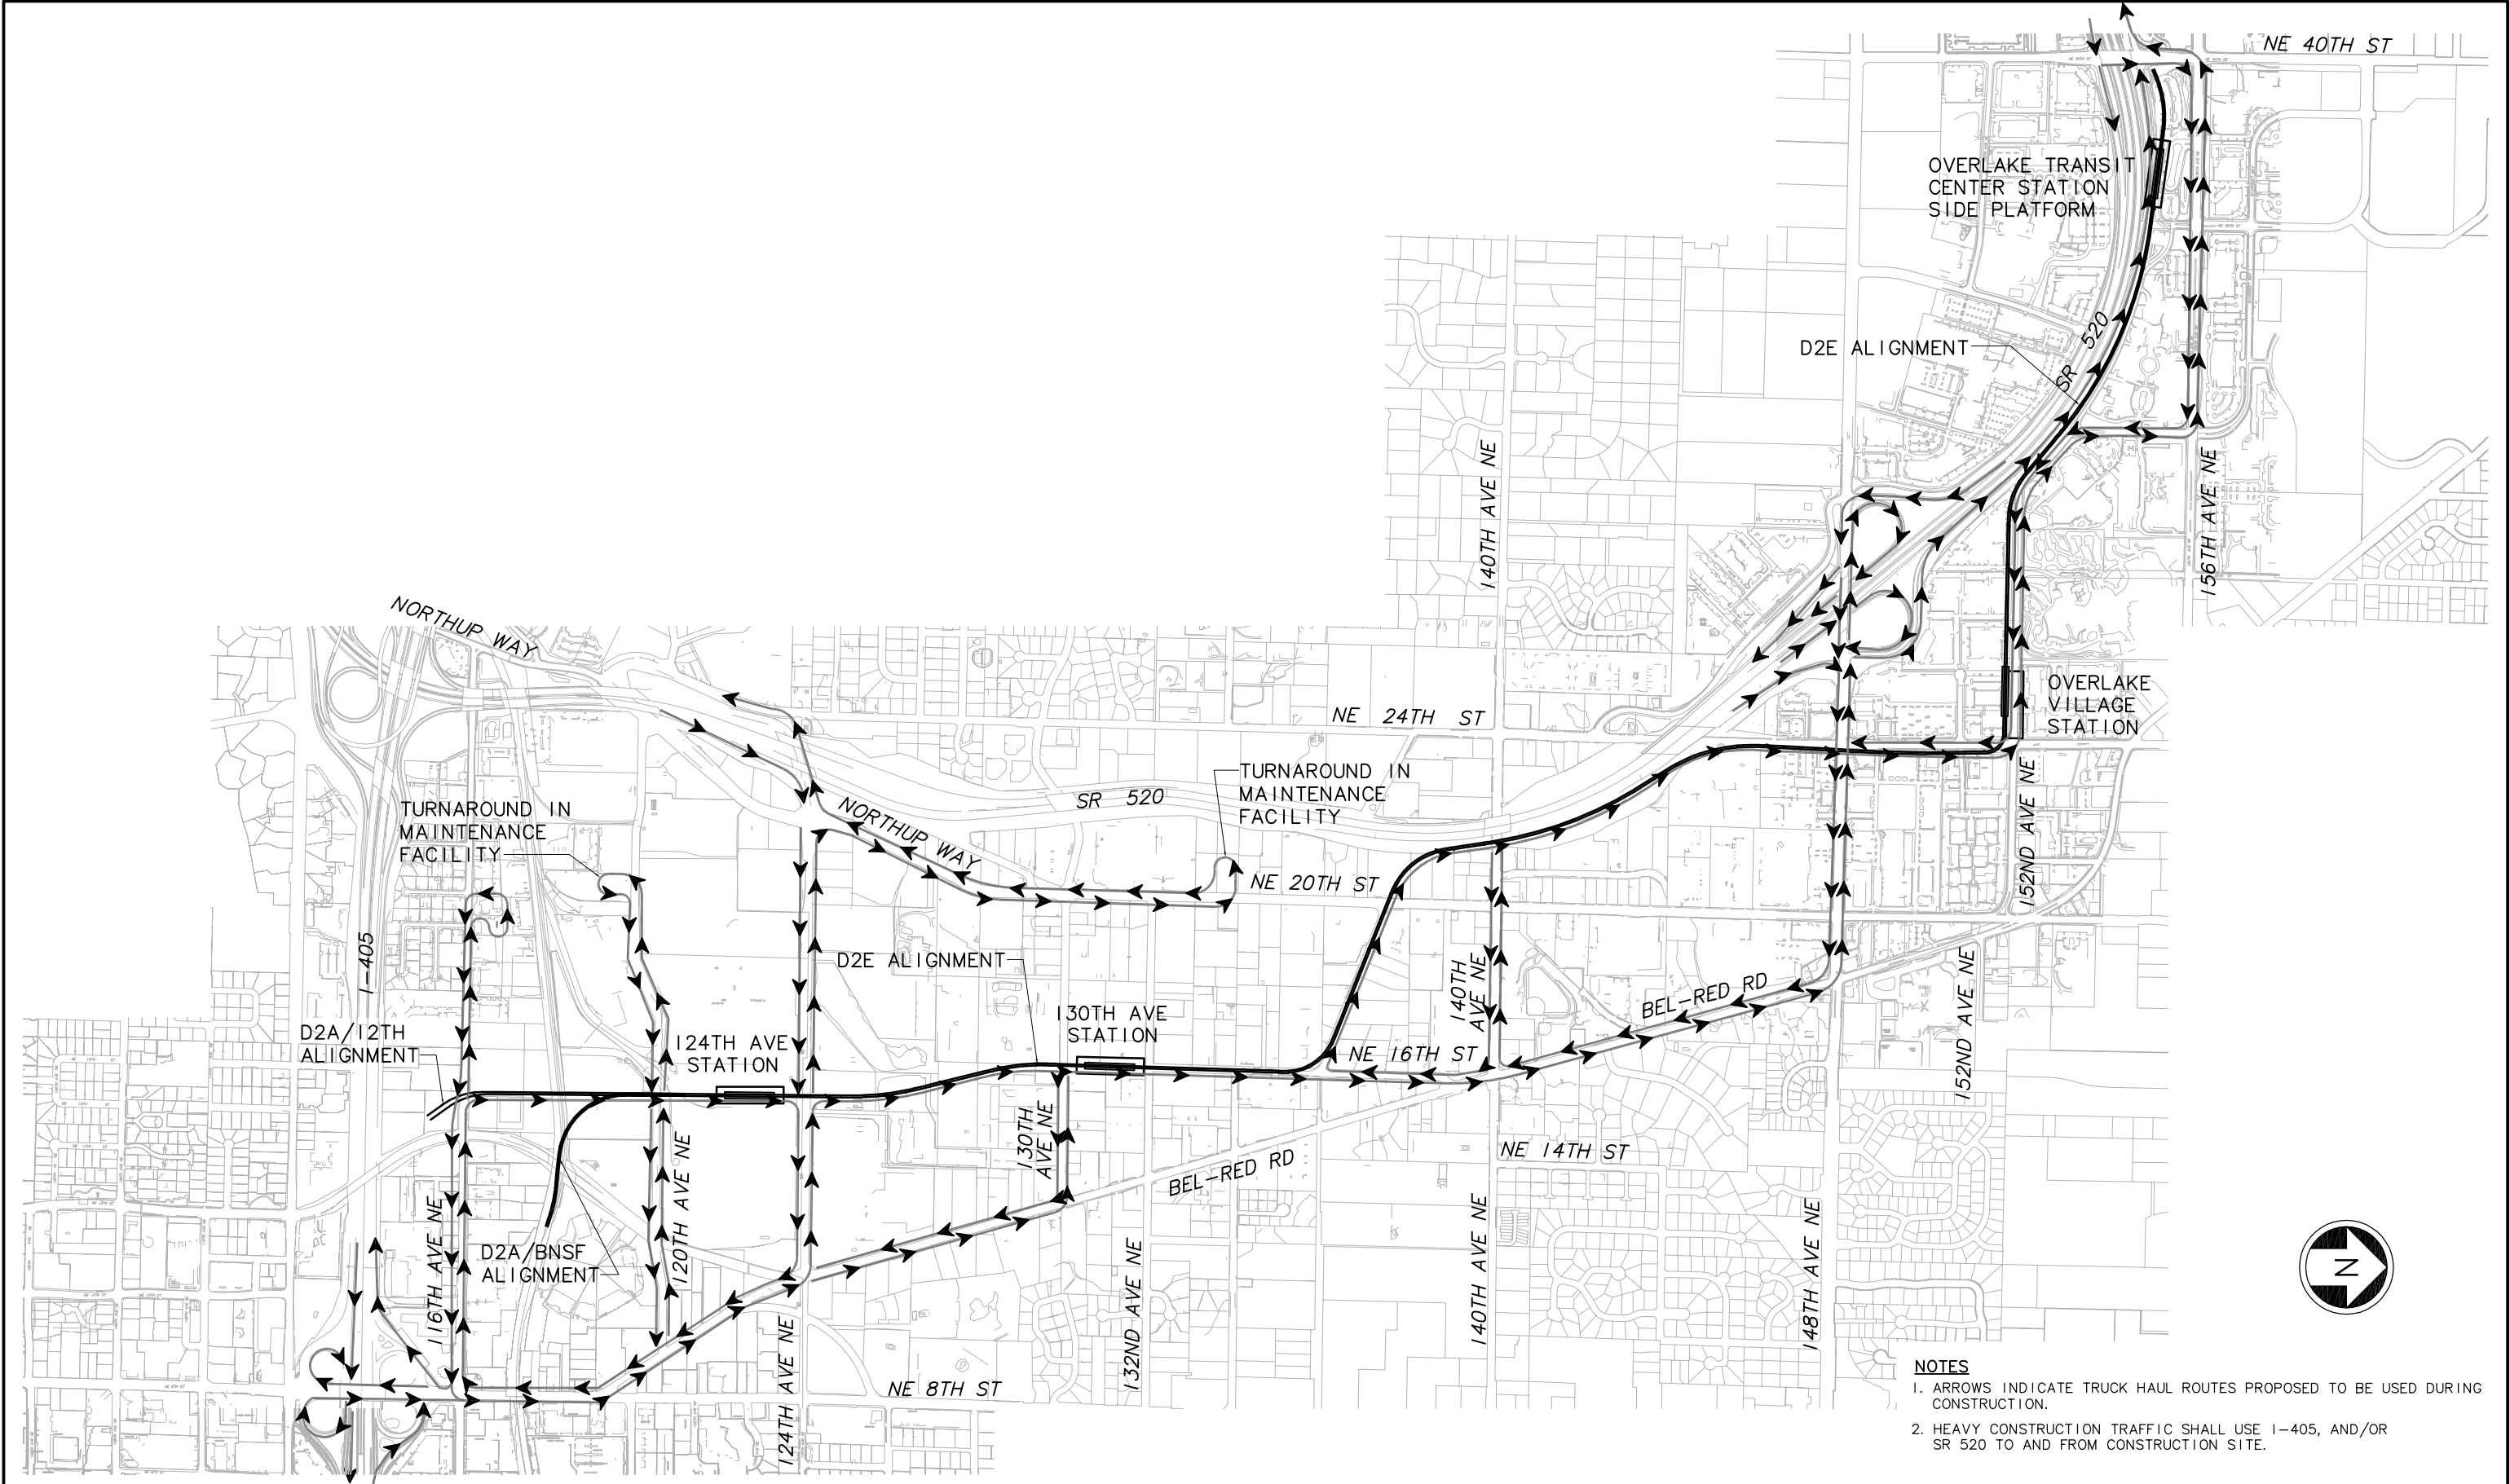 NE 40TH ST
OVERLAKE TRANSIT
CENTER STATION
SIDE PLATFORM
D2E ALIGNMENT
SR 520
140TH AVE NE
156TH AVE NE
NORTHUP WAY
OVERLAKE
VILLAGE
STATION
NE 24TH ST
TURNAROUND IN
MAINTENANCE
FACILITY
SR 520
TURNAROUND IN
MAINTENANCE
FACILITY
NORTHUP WAY
152ND AVE NE
NE 20TH ST
I-405
D2E ALIGNMENT
140TH
AVE NE
BEL-RED RD
152ND AVE NE
D2A/12TH
ALIGNMENT
124TH AVE
STATION
130TH AVE
STATION
NE 16TH ST
130TH
AVE NE
NE 14TH ST
BEL-RED RD
120TH AVE NE
116TH AVE NE
D2A/BNSF
ALIGNMENT
132ND AVE NE
140TH AVE NE
148TH AVE NE
N
124TH AVE NE
NE 8TH ST
NOTES
1. ARROWS INDICATE TRUCK HAUL ROUTES PROPOSED TO BE USED DURING
CONSTRUCTION.
2. HEAVY CONSTRUCTION TRAFFIC SHALL USE I-405, AND/OR
SR 520 TO AND FROM CONSTRUCTION SITE.